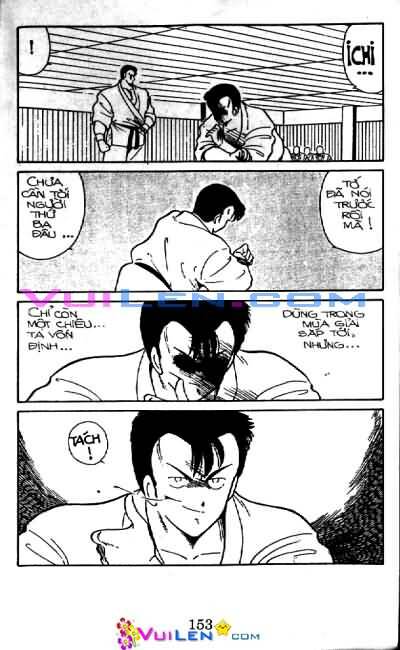 ICHI
...
!
TỚ
ĐÃ NÓI
TRƯỚC
RỒI
MÀ!
CHƯA
CẦN TỚI
NGƯỜI
THỨ
BA
ĐÂU...
VUILEN.COM
CHỈ CÒN
MỘT CHIÊU...
TA VỐN
ĐỊNH...
DÙNG TRONG
MÙA GIẢI
SẮP TỚI,
NHƯNG...
TÁCH
!
153
VUILEN.COM